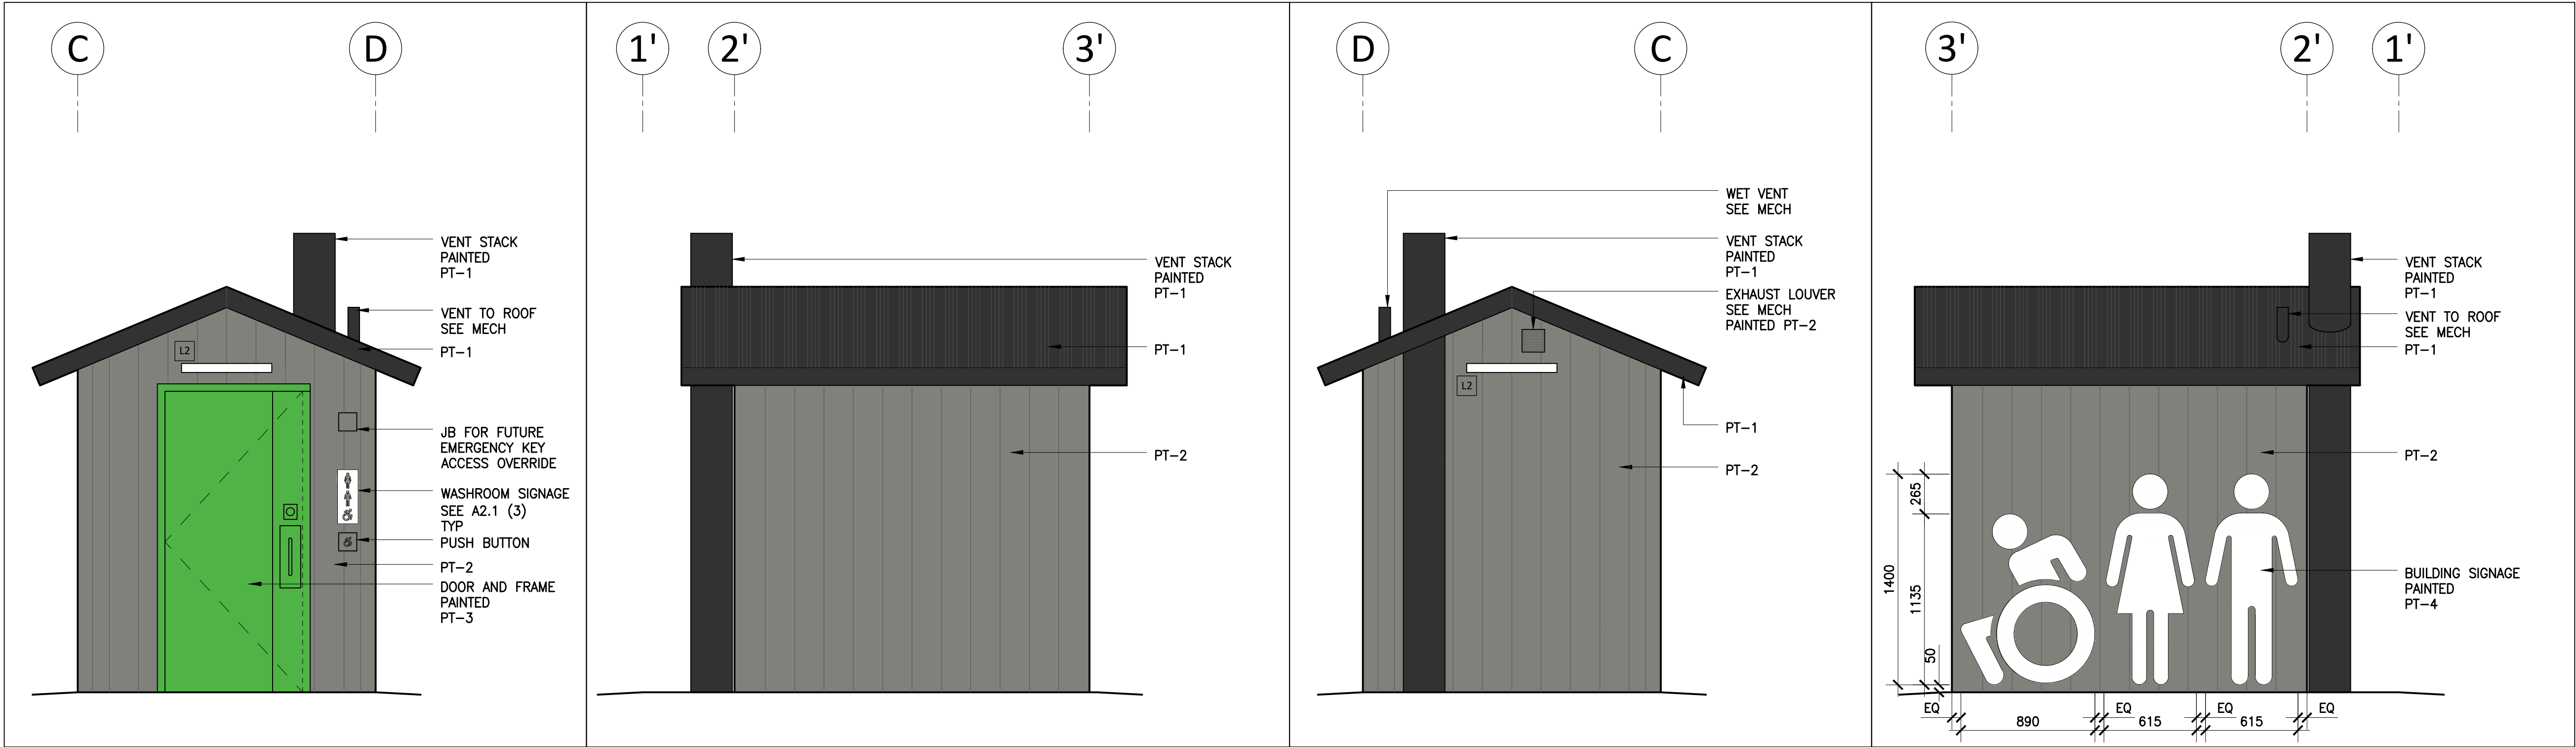 C
D
VENT STACK
PAINTED
PT-1
VENT TO ROOF
SEE MECH
PT-1
L2
JB FOR FUTURE
EMERGENCY KEY
ACCESS OVERRIDE
WASHROOM SIGNAGE
SEE A2.1 (3)
TYP
PUSH BUTTON
PT-2
DOOR AND FRAME
PAINTED
PT-3
1'
2'
3'
VENT STACK
PAINTED
PT-1
PT-1
PT-2
D
C
WET VENT
SEE MECH
VENT STACK
PAINTED
PT-1
EXHAUST LOUVER
SEE MECH
PAINTED PT-2
L2
PT-1
PT-2
3'
2'
1'
VENT STACK
PAINTED
PT-1
VENT TO ROOF
SEE MECH
PT-1
PT-2
265
1400
1135
50
BUILDING SIGNAGE
PAINTED
PT-4
EQ
890
EQ
615
EQ
615
EQ